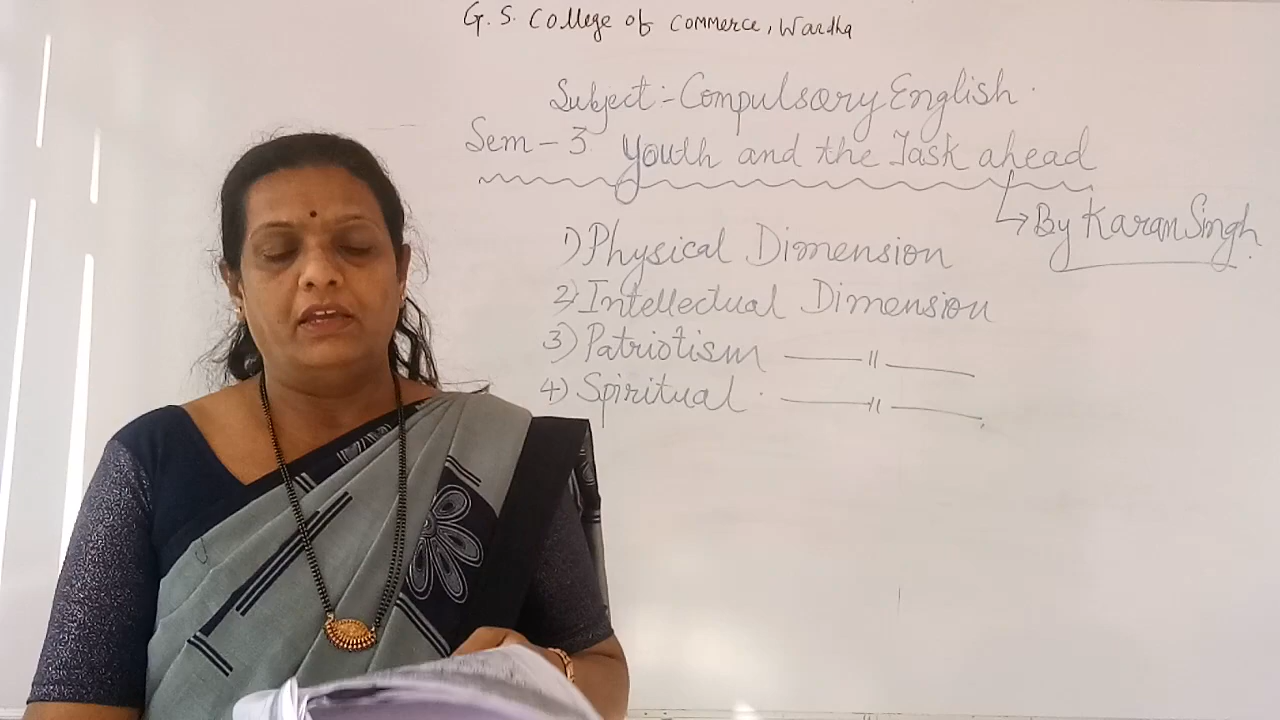 G. S. College of Commerce, Wardha
Subject:- Compulsory English.
Sem - 3 Youth and the Task ahead
→ By Karan Singh.
1) Physical Dimension
2) Intellectual Dimension
3) Patriotism —— 〃 ——
4) Spiritual. —— 〃 ——